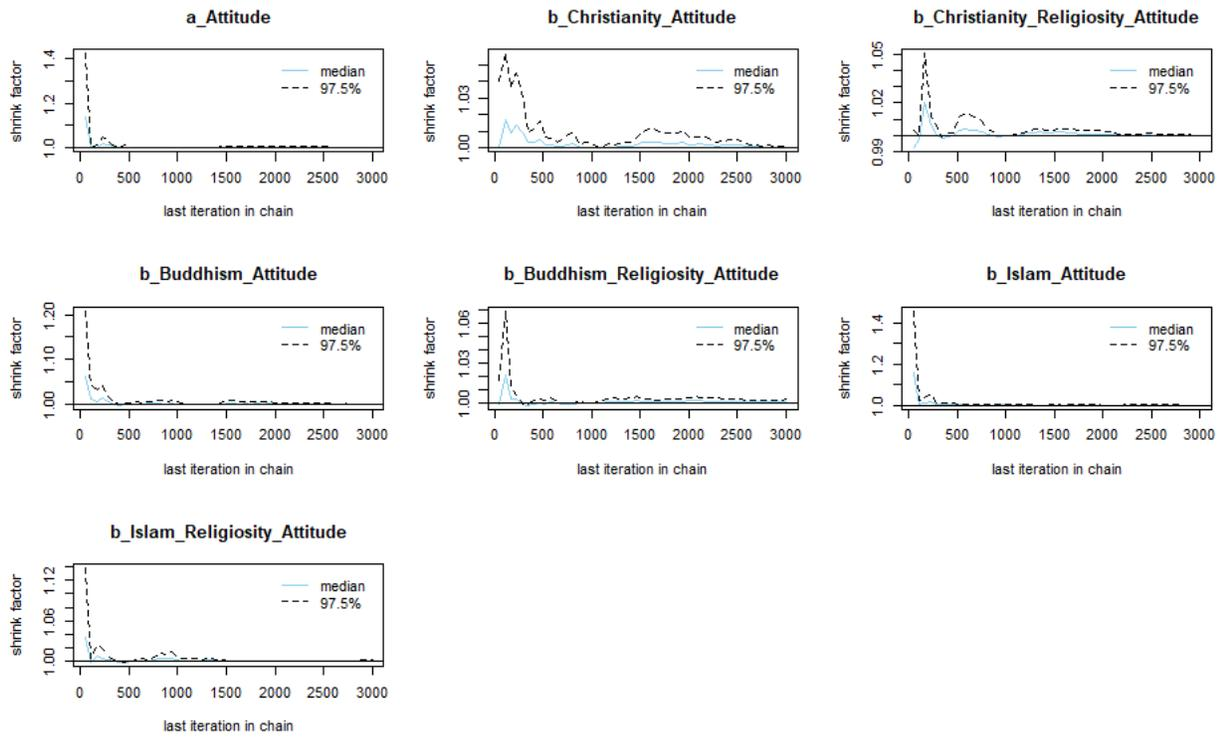 a_Attitude
shrink factor
1.0 1.2 1.4
median
97.5%
0 500 1000 1500 2000 2500 3000
last iteration in chain
b_Christianity_Attitude
shrink factor
1.00 1.03
median
97.5%
0 500 1000 1500 2000 2500 3000
last iteration in chain
b_Christianity_Religiosity_Attitude
shrink factor
0.99 1.02 1.05
median
97.5%
0 500 1000 1500 2000 2500 3000
last iteration in chain
b_Buddhism_Attitude
shrink factor
1.00 1.10 1.20
median
97.5%
0 500 1000 1500 2000 2500 3000
last iteration in chain
b_Buddhism_Religiosity_Attitude
shrink factor
1.00 1.03 1.06
median
97.5%
0 500 1000 1500 2000 2500 3000
last iteration in chain
b_Islam_Attitude
shrink factor
1.0 1.2 1.4
median
97.5%
0 500 1000 1500 2000 2500 3000
last iteration in chain
b_Islam_Religiosity_Attitude
shrink factor
1.00 1.06 1.12
median
97.5%
0 500 1000 1500 2000 2500 3000
last iteration in chain